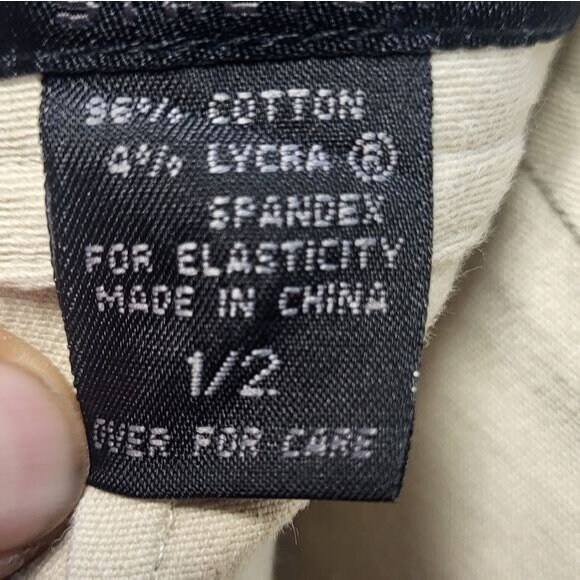 96% COTTON
4% LYCRA ®
SPANDEX
FOR ELASTICITY
MADE IN CHINA
1/2
OVER FOR CARE